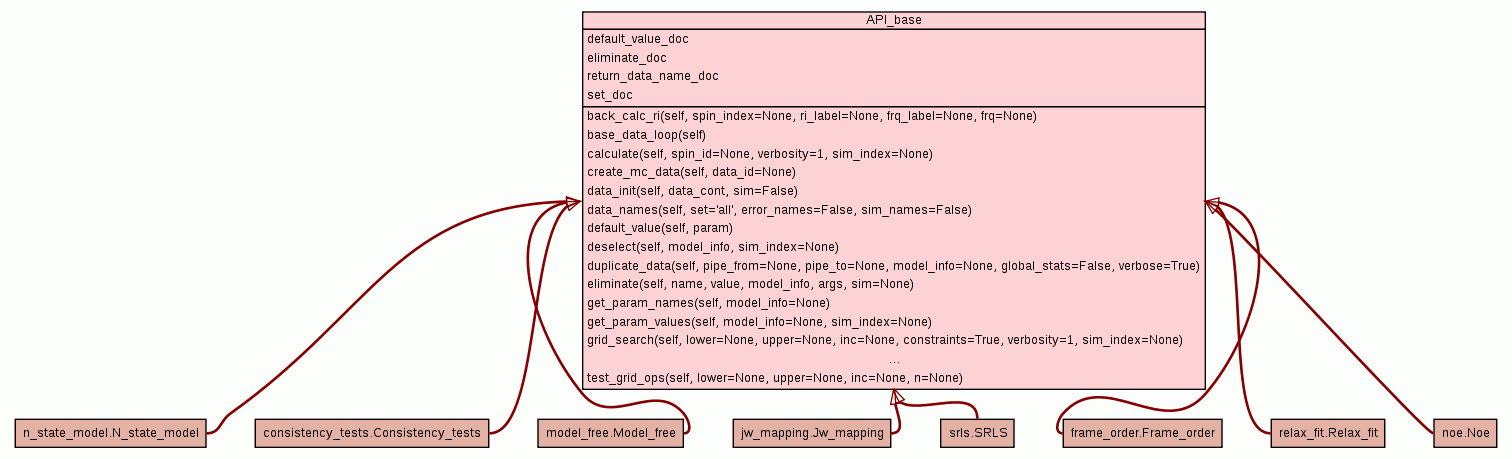 API_base
default_value_doc
eliminate_doc
return_data_name_doc
set_doc
back_calc_ri(self, spin_index=None, ri_label=None, frq_label=None, frq=None)
base_data_loop(self)
calculate(self, spin_id=None, verbosity=1, sim_index=None)
create_mc_data(self, data_id=None)
data_init(self, data_cont, sim=False)
data_names(self, set='all', error_names=False, sim_names=False)
default_value(self, param)
deselect(self, model_info, sim_index=None)
duplicate_data(self, pipe_from=None, pipe_to=None, model_info=None, global_stats=False, verbose=True)
eliminate(self, name, value, model_info, args, sim=None)
get_param_names(self, model_info=None)
get_param_values(self, model_info=None, sim_index=None)
grid_search(self, lower=None, upper=None, inc=None, constraints=True, verbosity=1, sim_index=None)
...
test_grid_ops(self, lower=None, upper=None, inc=None, n=None)
n_state_model.N_state_model
consistency_tests.Consistency_tests
model_free.Model_free
jw_mapping.Jw_mapping
srls.SRLS
frame_order.Frame_order
relax_fit.Relax_fit
noe.Noe